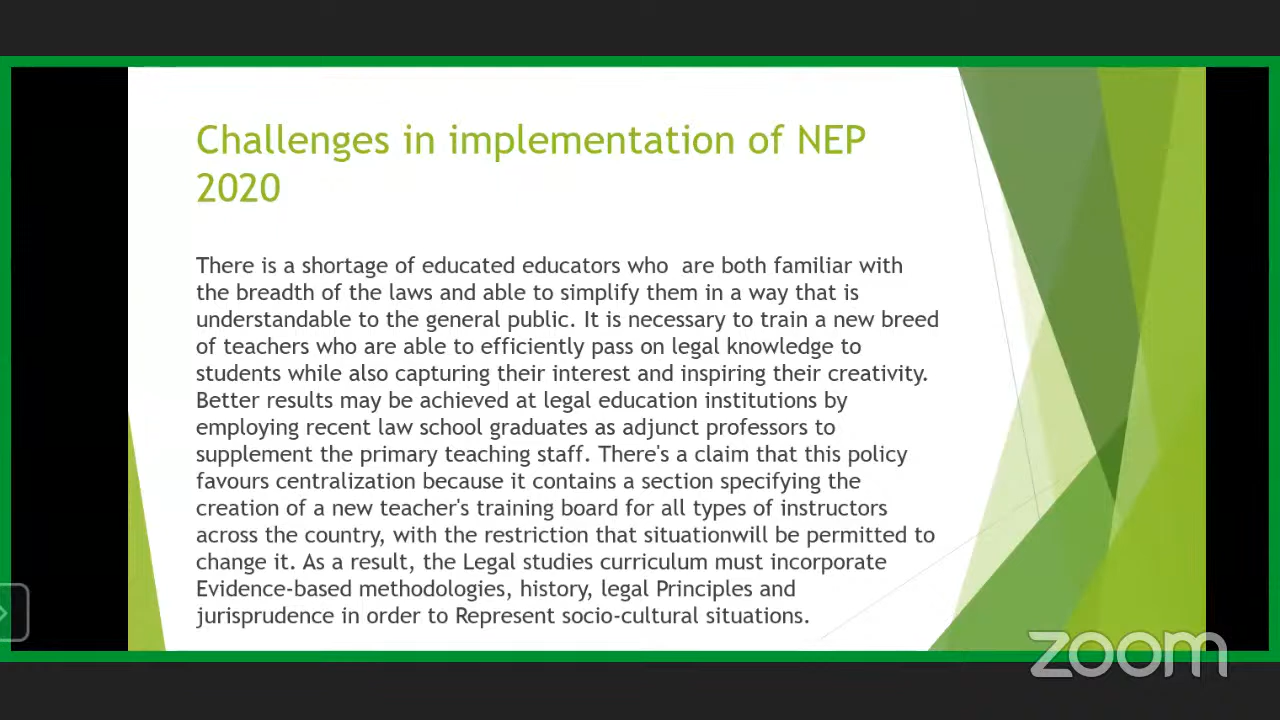 Challenges in implementation of NEP
2020
There is a shortage of educated educators who  are both familiar with
the breadth of the laws and able to simplify them in a way that is
understandable to the general public. It is necessary to train a new breed
of teachers who are able to efficiently pass on legal knowledge to
students while also capturing their interest and inspiring their creativity.
Better results may be achieved at legal education institutions by
employing recent law school graduates as adjunct professors to
supplement the primary teaching staff. There's a claim that this policy
favours centralization because it contains a section specifying the
creation of a new teacher's training board for all types of instructors
across the country, with the restriction that situationwill be permitted to
change it. As a result, the Legal studies curriculum must incorporate
Evidence-based methodologies, history, legal Principles and
jurisprudence in order to Represent socio-cultural situations.
zoom